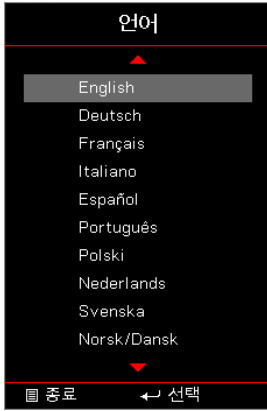 언어
English
Deutsch
Français
Italiano
Español
Português
Polski
Nederlands
Svenska
Norsk/Dansk
종료 선택